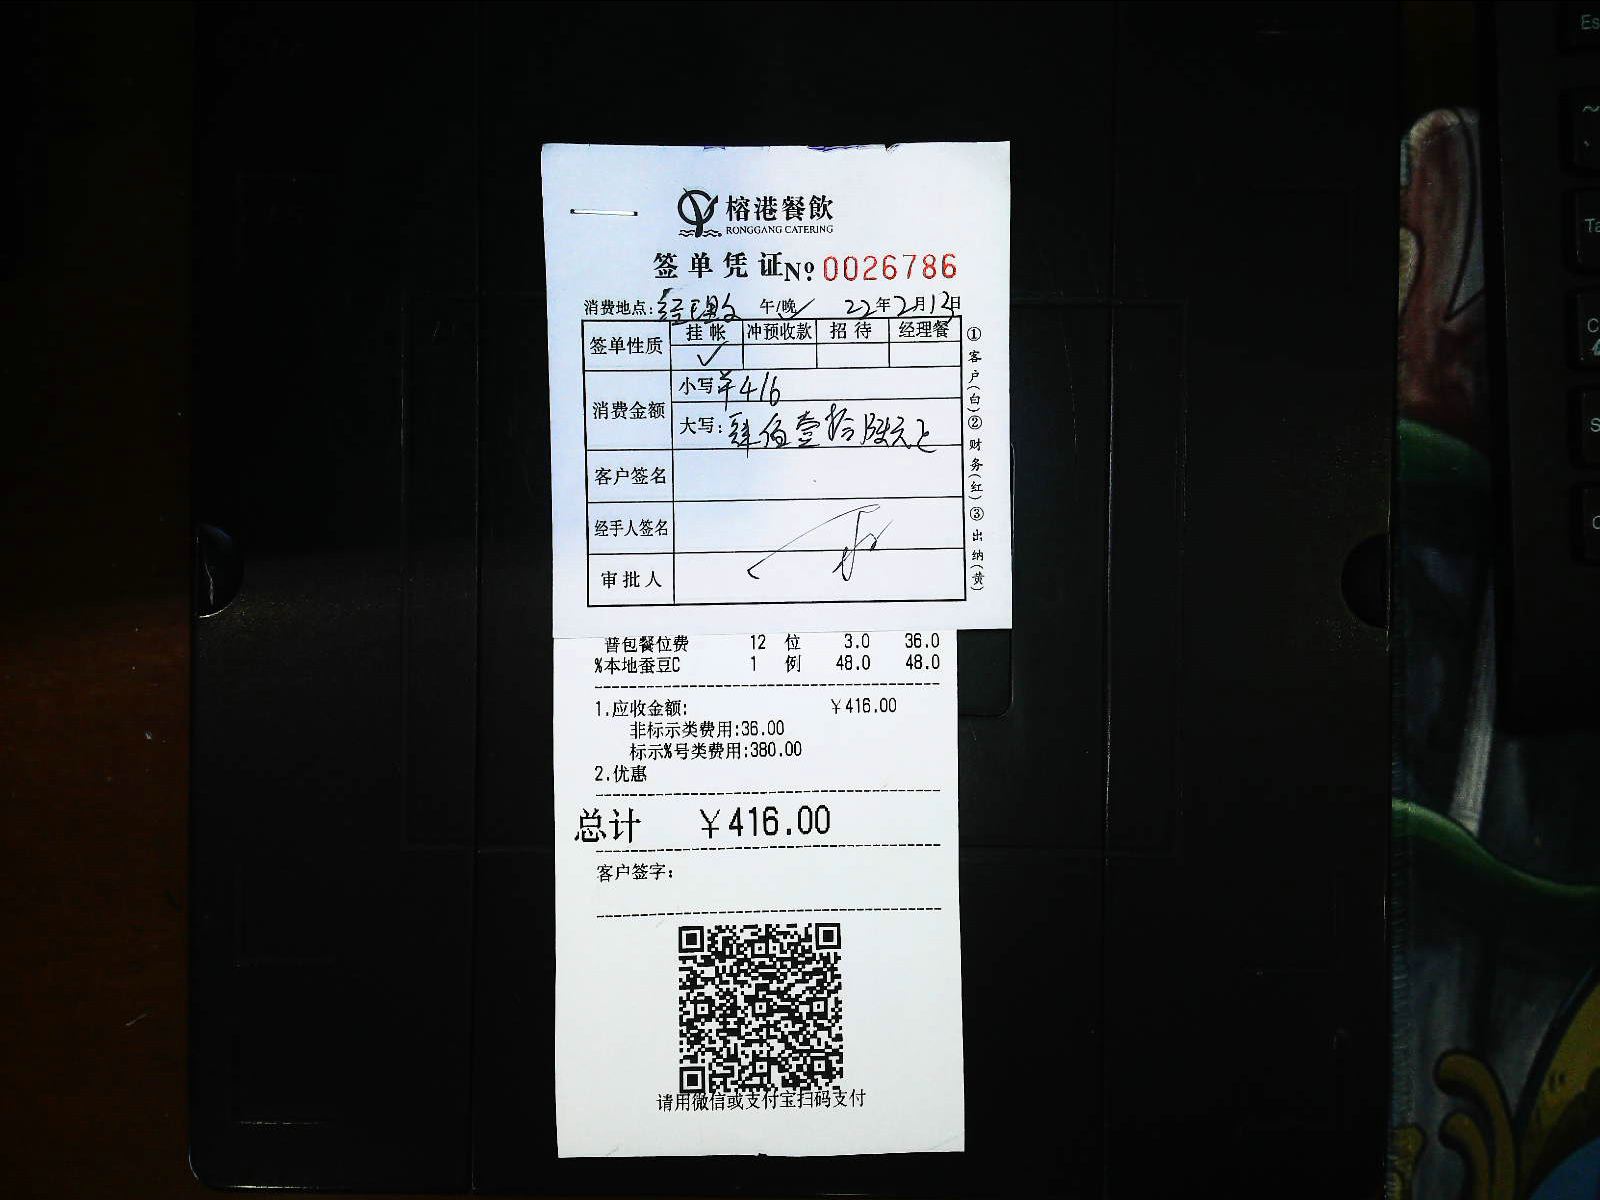 榕港餐飲
RONGGANG CATERING
签单凭证№ 0026786
消费地点: 午/晚 22年2月13日
签单性质 挂帐 冲预收款 招待 经理餐
✓
消费金额 小写 ¥416
大写: 肆佰壹拾陆元
客户签名
经手人签名
审批人
①客户(白)②财务(红)③出纳(黄)
普包餐位费 12 位 3.0 36.0
%本地蚕豆C 1 例 48.0 48.0
1.应收金额: ¥416.00
非标示类费用:36.00
标示%号类费用:380.00
2.优惠
总计 ¥416.00
客户签字:
请用微信或支付宝扫码支付